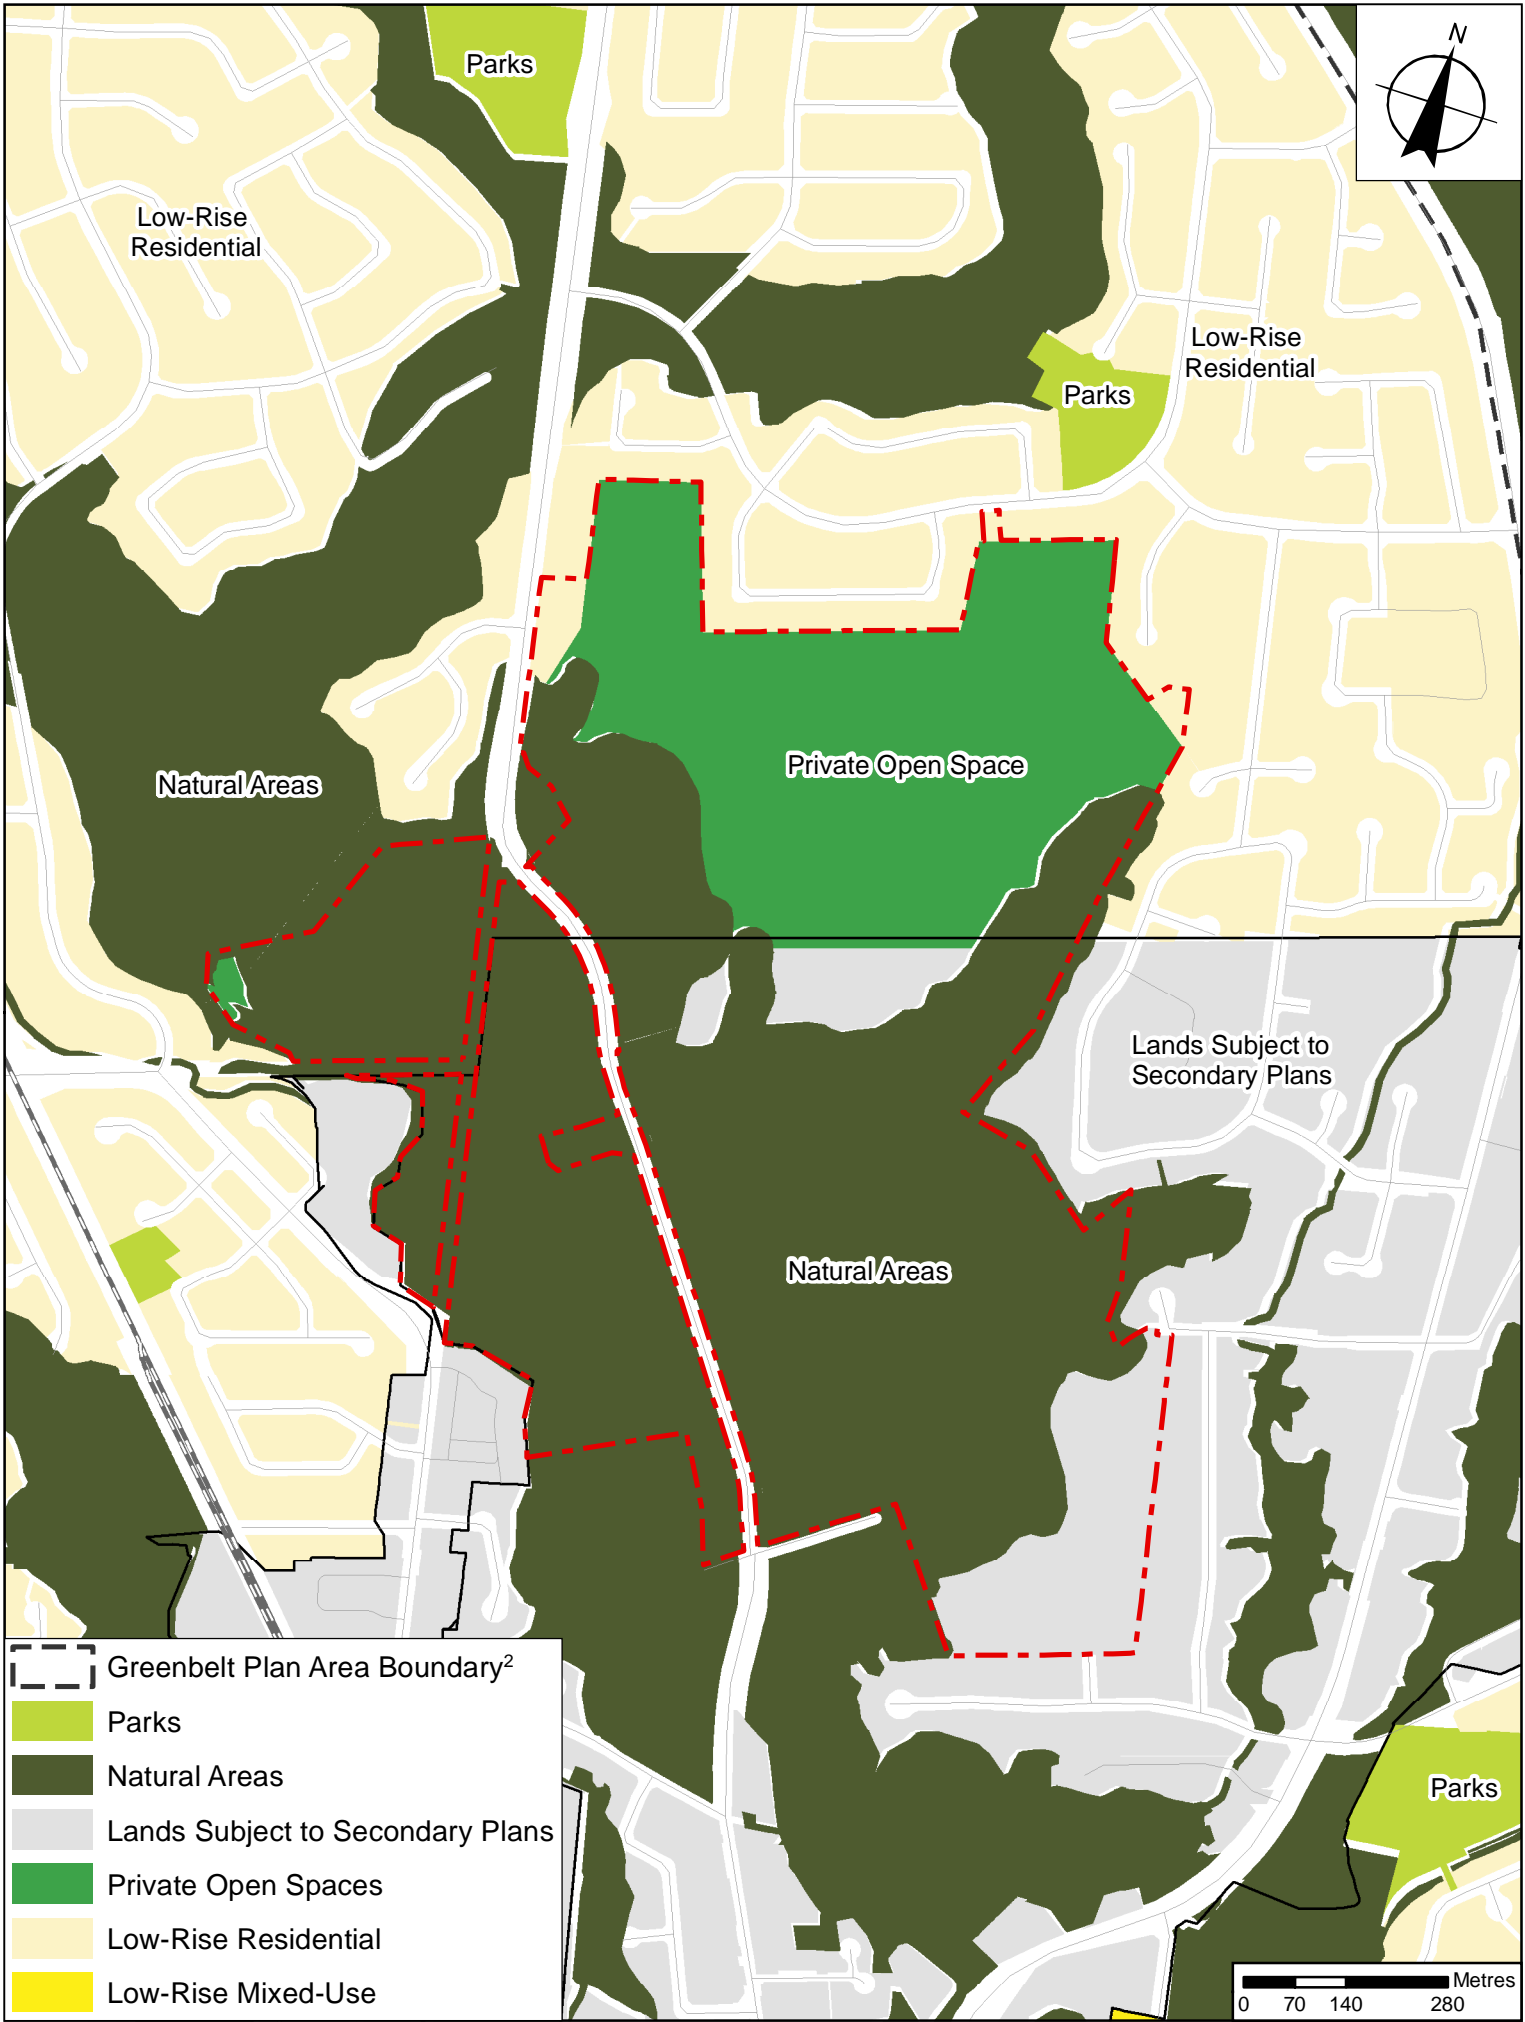 N
Parks
Low-Rise
Residential
Low-Rise
Residential
Parks
Private Open Space
Natural Areas
Lands Subject to
Secondary Plans
Natural Areas
Greenbelt Plan Area Boundary²
Parks
Natural Areas
Lands Subject to Secondary Plans
Private Open Spaces
Low-Rise Residential
Low-Rise Mixed-Use
Parks
Metres
0 70 140 280